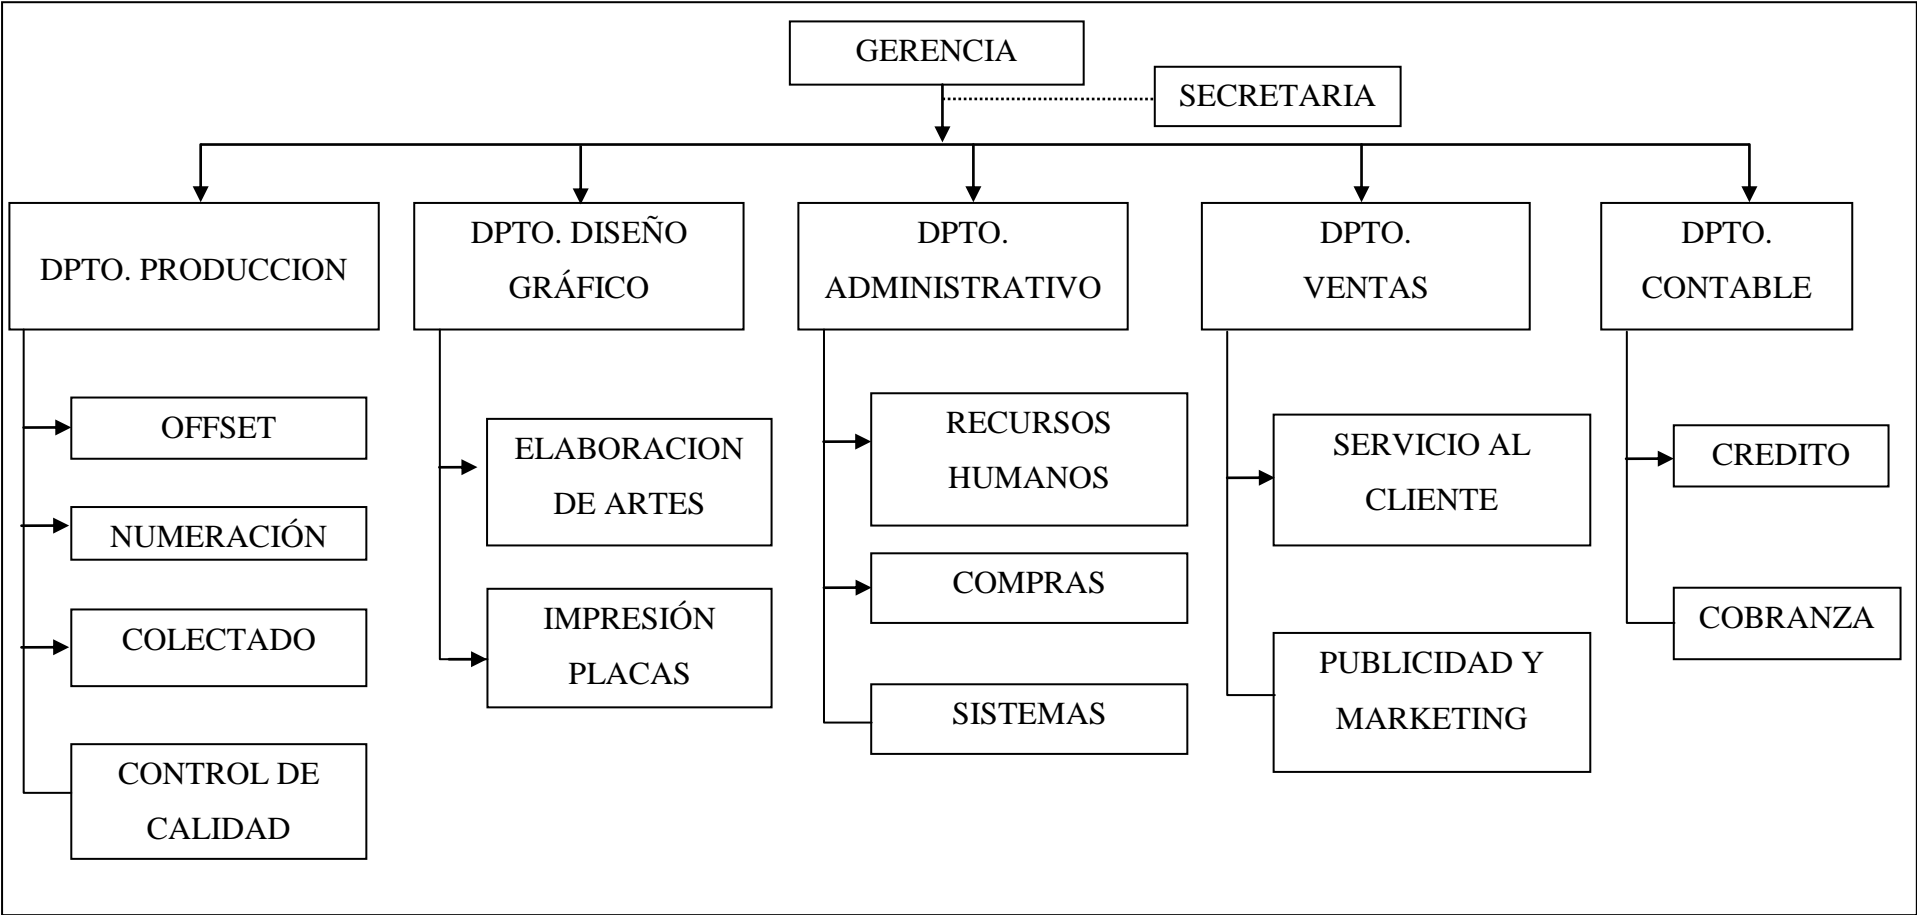 GERENCIA
SECRETARIA
DPTO. PRODUCCION
OFFSET
NUMERACIÓN
COLECTADO
CONTROL DE
CALIDAD
DPTO. DISEÑO
GRÁFICO
ELABORACION
DE ARTES
IMPRESIÓN
PLACAS
DPTO.
ADMINISTRATIVO
RECURSOS
HUMANOS
COMPRAS
SISTEMAS
DPTO.
VENTAS
SERVICIO AL
CLIENTE
PUBLICIDAD Y
MARKETING
DPTO.
CONTABLE
CREDITO
COBRANZA